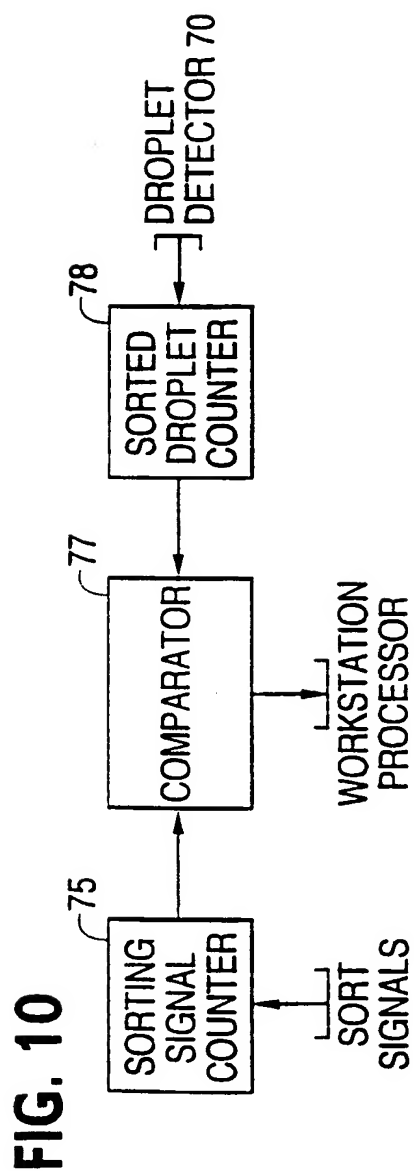 FIG. 10
75
SORTING
SIGNAL
COUNTER
SORT
SIGNALS
77
COMPARATOR
WORKSTATION
PROCESSOR
78
SORTED
DROPLET
COUNTER
DROPLET
DETECTOR 70